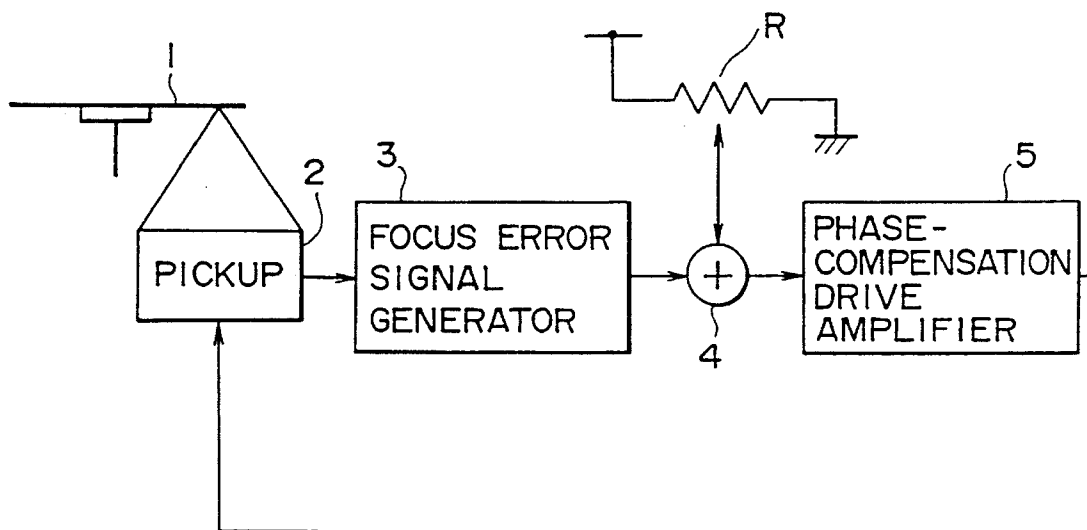 R
1
2
3
5
PICKUP
FOCUS ERROR
SIGNAL
GENERATOR
+
4
PHASE-
COMPENSATION
DRIVE
AMPLIFIER